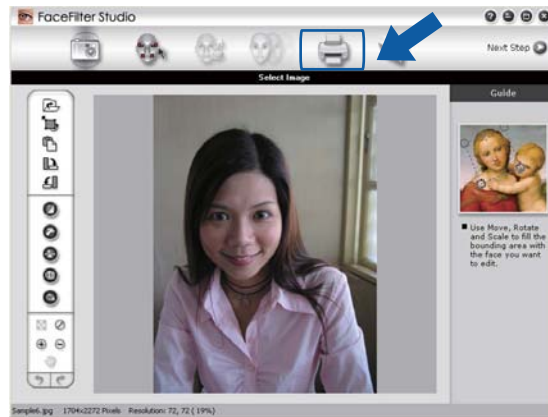 FaceFilter Studio
Next Step
Select Image
Guide
Use Move, Rotate
and Scale to fill the
bounding area with
the face you want
to edit.
Sample6.jpg 1704x2272 Pixels Resolution: 72, 72 ( 19%)